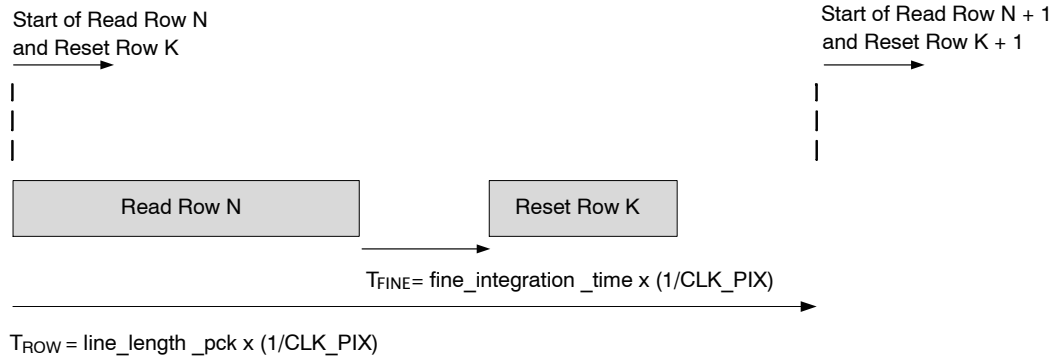 Start of Read Row N
and Reset Row K
Start of Read Row N + 1
and Reset Row K + 1
Read Row N
Reset Row K
TFINE= fine_integration _time x (1/CLK_PIX)
TROW = line_length _pck x (1/CLK_PIX)